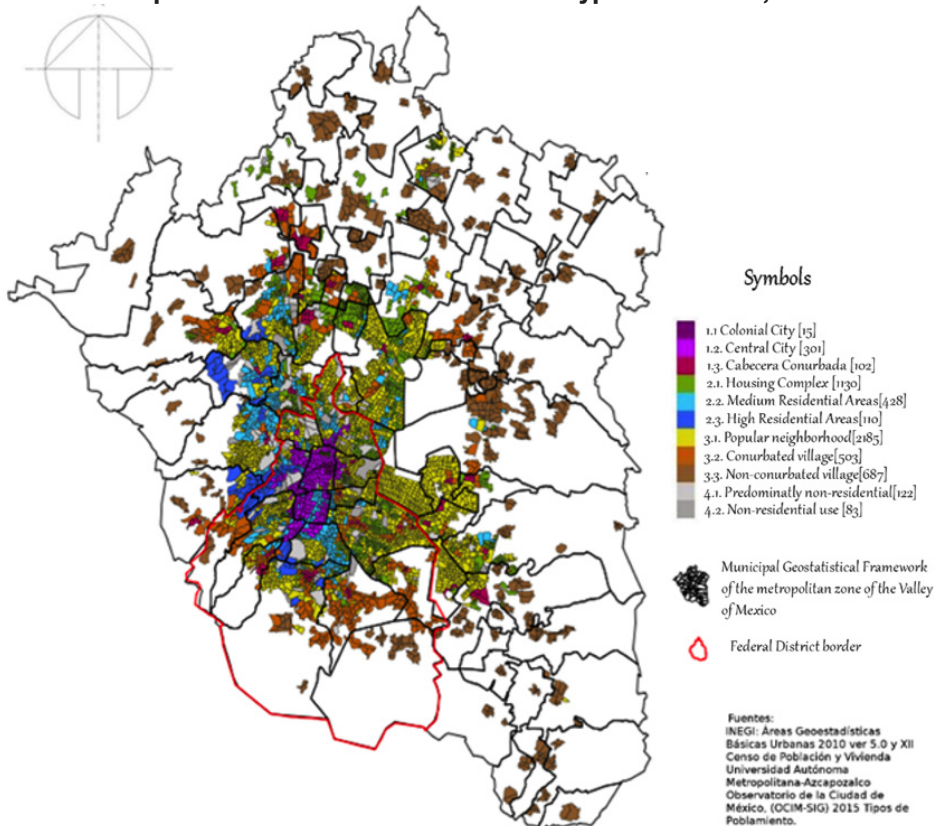 Symbols
1.1 Colonial City [15]
1.2. Central City [301]
1.3. Cabecera Conurbada [102]
2.1. Housing Complex [1130]
2.2. Medium Residential Areas[428]
2.3. High Residential Areas[110]
3.1. Popular neighborhood[2185]
3.2. Conurbated village[503]
3.3. Non-conurbated village[687]
4.1. Predominatly non-residential[122]
4.2. Non-residential use [83]
Municipal Geostatistical Framework
of the metropolitan zone of the Valley
of Mexico
Federal District border
Fuentes:
INEGI: Áreas Geoestadísticas
Básicas Urbanas 2010 ver 5.0 y XII
Censo de Población y Vivienda
Universidad Autónoma
Metropolitana-Azcapozalco
Observatorio de la Ciudad de
México, (OCIM-SIG) 2015 Tipos de
Poblamiento.